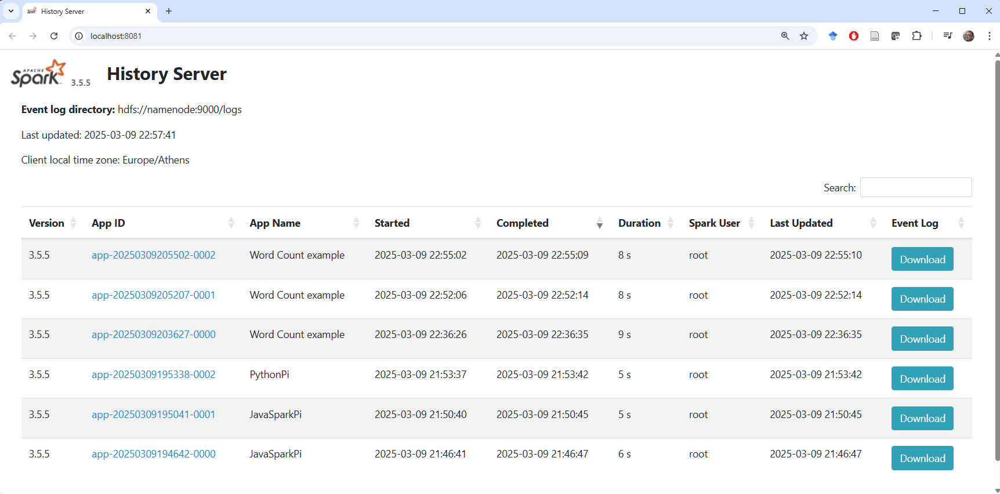 History Server
localhost:8081
APACHE Spark 3.5.5 History Server
Event log directory: hdfs://namenode:9000/logs
Last updated: 2025-03-09 22:57:41
Client local time zone: Europe/Athens
Search:
Version App ID App Name Started Completed Duration Spark User Last Updated Event Log
3.5.5 app-20250309205502-0002 Word Count example 2025-03-09 22:55:02 2025-03-09 22:55:09 8 s root 2025-03-09 22:55:10 Download
3.5.5 app-20250309205207-0001 Word Count example 2025-03-09 22:52:06 2025-03-09 22:52:14 8 s root 2025-03-09 22:52:14 Download
3.5.5 app-20250309203627-0000 Word Count example 2025-03-09 22:36:26 2025-03-09 22:36:35 9 s root 2025-03-09 22:36:35 Download
3.5.5 app-20250309195338-0002 PythonPi 2025-03-09 21:53:37 2025-03-09 21:53:42 5 s root 2025-03-09 21:53:42 Download
3.5.5 app-20250309195041-0001 JavaSparkPi 2025-03-09 21:50:40 2025-03-09 21:50:45 5 s root 2025-03-09 21:50:45 Download
3.5.5 app-20250309194642-0000 JavaSparkPi 2025-03-09 21:46:41 2025-03-09 21:46:47 6 s root 2025-03-09 21:46:47 Download